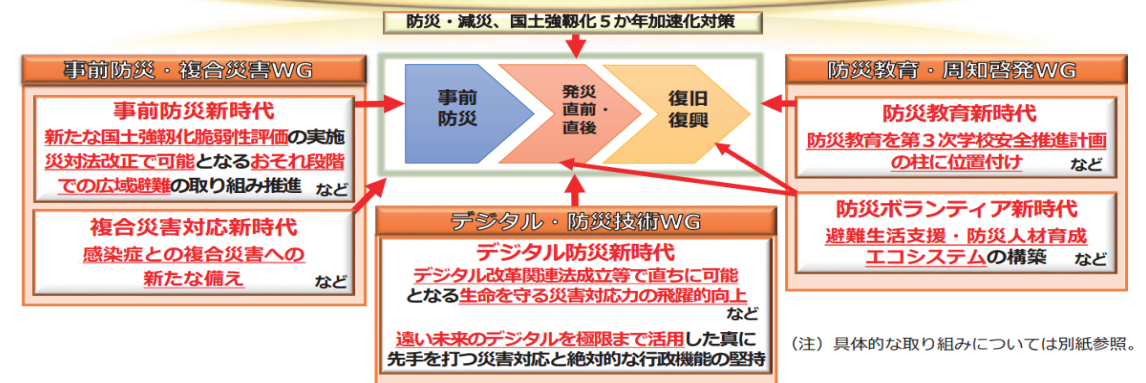 防災・減災、国土強靱化５か年加速化対策
事前防災・複合災害WG
事前防災新時代
新たな国土強靱化脆弱性評価の実施
災対法改正で可能となるおそれ段階
での広域避難の取り組み推進 など
複合災害対応新時代
感染症との複合災害への
新たな備え など
事前
防災
発災
直前・
直後
復旧
復興
デジタル・防災技術WG
デジタル防災新時代
デジタル改革関連法成立等で直ちに可能
となる生命を守る災害対応力の飛躍的向上
など
遠い未来のデジタルを極限まで活用した真に
先手を打つ災害対応と絶対的な行政機能の堅持
防災教育・周知啓発WG
防災教育新時代
防災教育を第３次学校安全推進計画
の柱に位置付け など
防災ボランティア新時代
避難生活支援・防災人材育成
エコシステムの構築 など
（注）具体的な取り組みについては別紙参照。